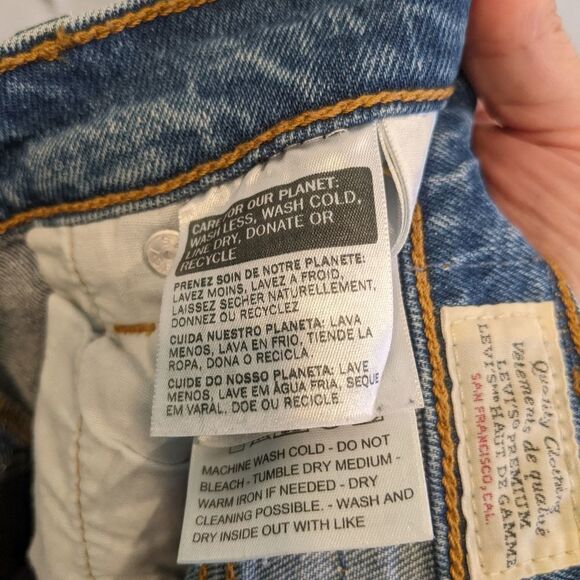 CARE FOR OUR PLANET:
WASH LESS, WASH COLD,
LINE DRY, DONATE OR
RECYCLE
PRENEZ SOIN DE NOTRE PLANETE:
LAVEZ MOINS, LAVEZ A FROID,
LAISSEZ SECHER NATURELLEMENT,
DONNEZ OU RECYCLEZ
CUIDA NUESTRO PLANETA: LAVA
MENOS, LAVA EN FRIO, TIENDE LA
ROPA, DONA O RECICLA.
CUIDE DO NOSSO PLANETA: LAVE
MENOS, LAVE EM ÁGUA FRIA, SEQUE
EM VARAL, DOE OU RECICLE.
MACHINE WASH COLD - DO NOT
BLEACH - TUMBLE DRY MEDIUM -
WARM IRON IF NEEDED - DRY
CLEANING POSSIBLE. - WASH AND
DRY INSIDE OUT WITH LIKE
Quality Clothing
Vêtements de qualité
LEVI'S® PREMIUM
LEVI'S HAUT DE GAMME
SAN FRANCISCO, CAL.